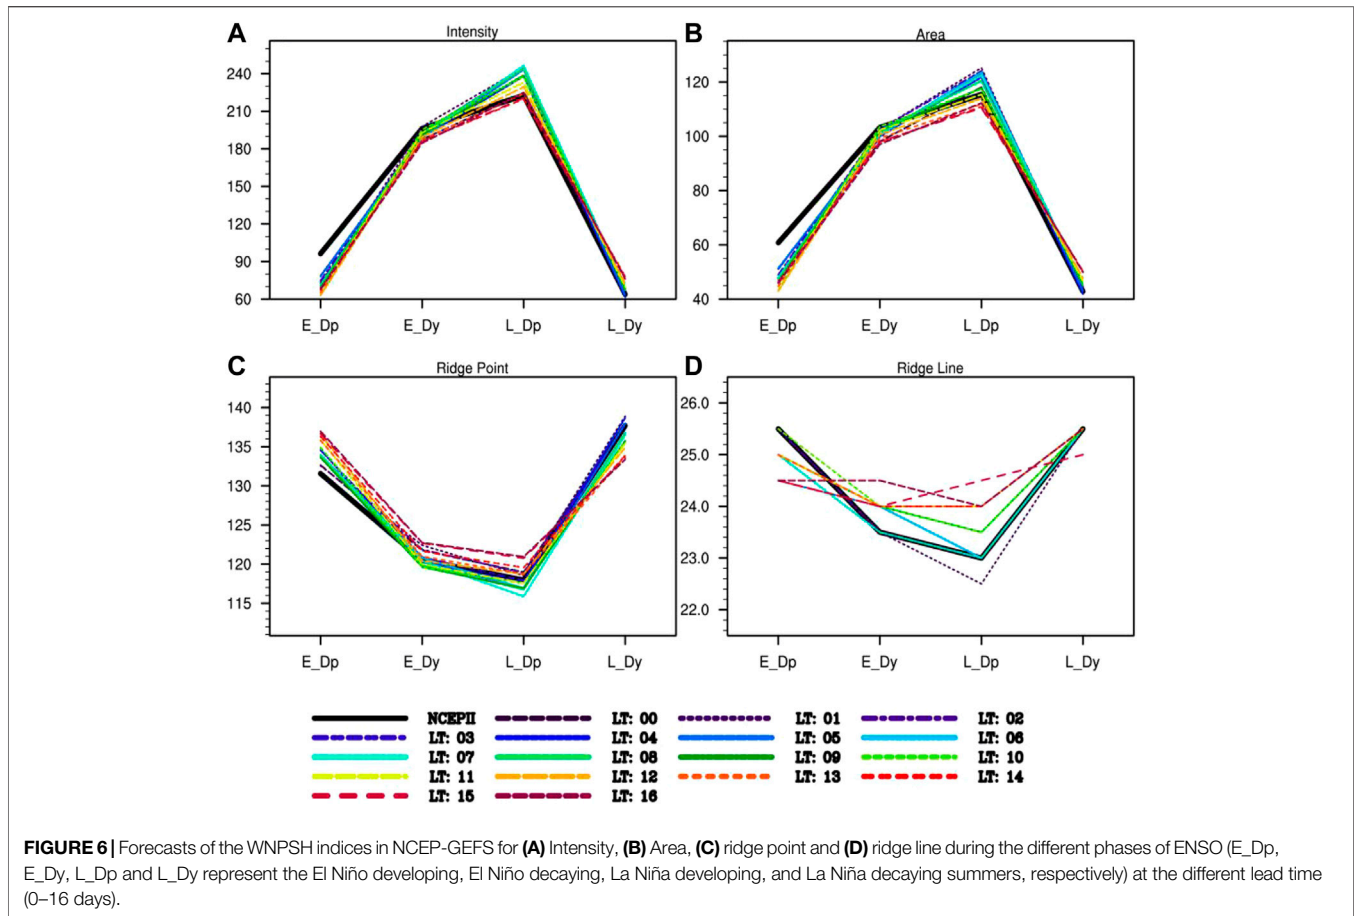 A
Intensity
240
210
180
150
120
90
60
E_Dp
E_Dy
L_Dp
L_Dy
B
Area
120
100
80
60
40
E_Dp
E_Dy
L_Dp
L_Dy
C
Ridge Point
140
135
130
125
120
115
E_Dp
E_Dy
L_Dp
L_Dy
D
Ridge Line
26.0
25.0
24.0
23.0
22.0
E_Dp
E_Dy
L_Dp
L_Dy
NCEPII LT: 00 LT: 01 LT: 02
LT: 03 LT: 04 LT: 05 LT: 06
LT: 07 LT: 08 LT: 09 LT: 10
LT: 11 LT: 12 LT: 13 LT: 14
LT: 15 LT: 16
FIGURE 6 | Forecasts of the WNPSH indices in NCEP-GEFS for (A) Intensity, (B) Area, (C) ridge point and (D) ridge line during the different phases of ENSO (E_Dp,
E_Dy, L_Dp and L_Dy represent the El Niño developing, El Niño decaying, La Niña developing, and La Niña decaying summers, respectively) at the different lead time
(0–16 days).